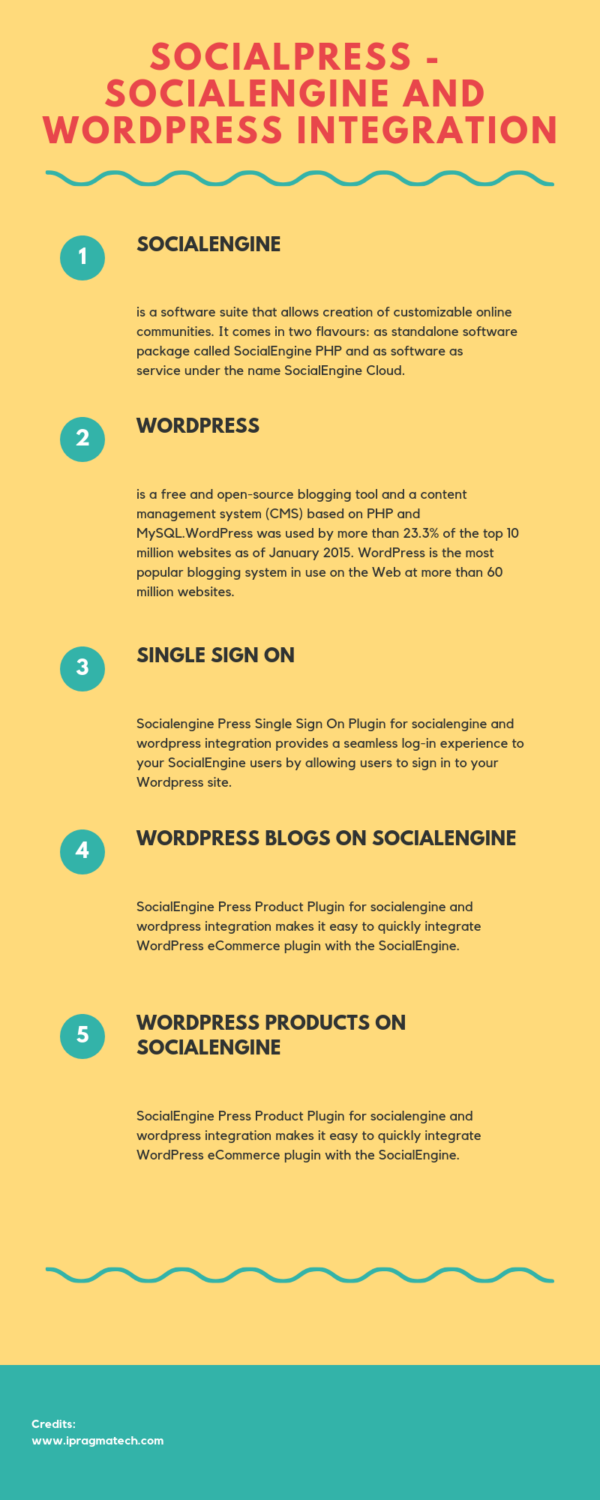 SOCIALPRESS -
SOCIALENGINE AND
WORDPRESS INTEGRATION
1
SOCIALENGINE
is a software suite that allows creation of customizable online
communities. It comes in two flavours: as standalone software
package called SocialEngine PHP and as software as
service under the name SocialEngine Cloud.
2
WORDPRESS
is a free and open-source blogging tool and a content
management system (CMS) based on PHP and
MySQL.WordPress was used by more than 23.3% of the top 10
million websites as of January 2015. WordPress is the most
popular blogging system in use on the Web at more than 60
million websites.
3
SINGLE SIGN ON
Socialengine Press Single Sign On Plugin for socialengine and
wordpress integration provides a seamless log-in experience to
your SocialEngine users by allowing users to sign in to your
Wordpress site.
4
WORDPRESS BLOGS ON SOCIALENGINE
SocialEngine Press Product Plugin for socialengine and
wordpress integration makes it easy to quickly integrate
WordPress eCommerce plugin with the SocialEngine.
5
WORDPRESS PRODUCTS ON
SOCIALENGINE
SocialEngine Press Product Plugin for socialengine and
wordpress integration makes it easy to quickly integrate
WordPress eCommerce plugin with the SocialEngine.
Credits:
www.ipragmatech.com